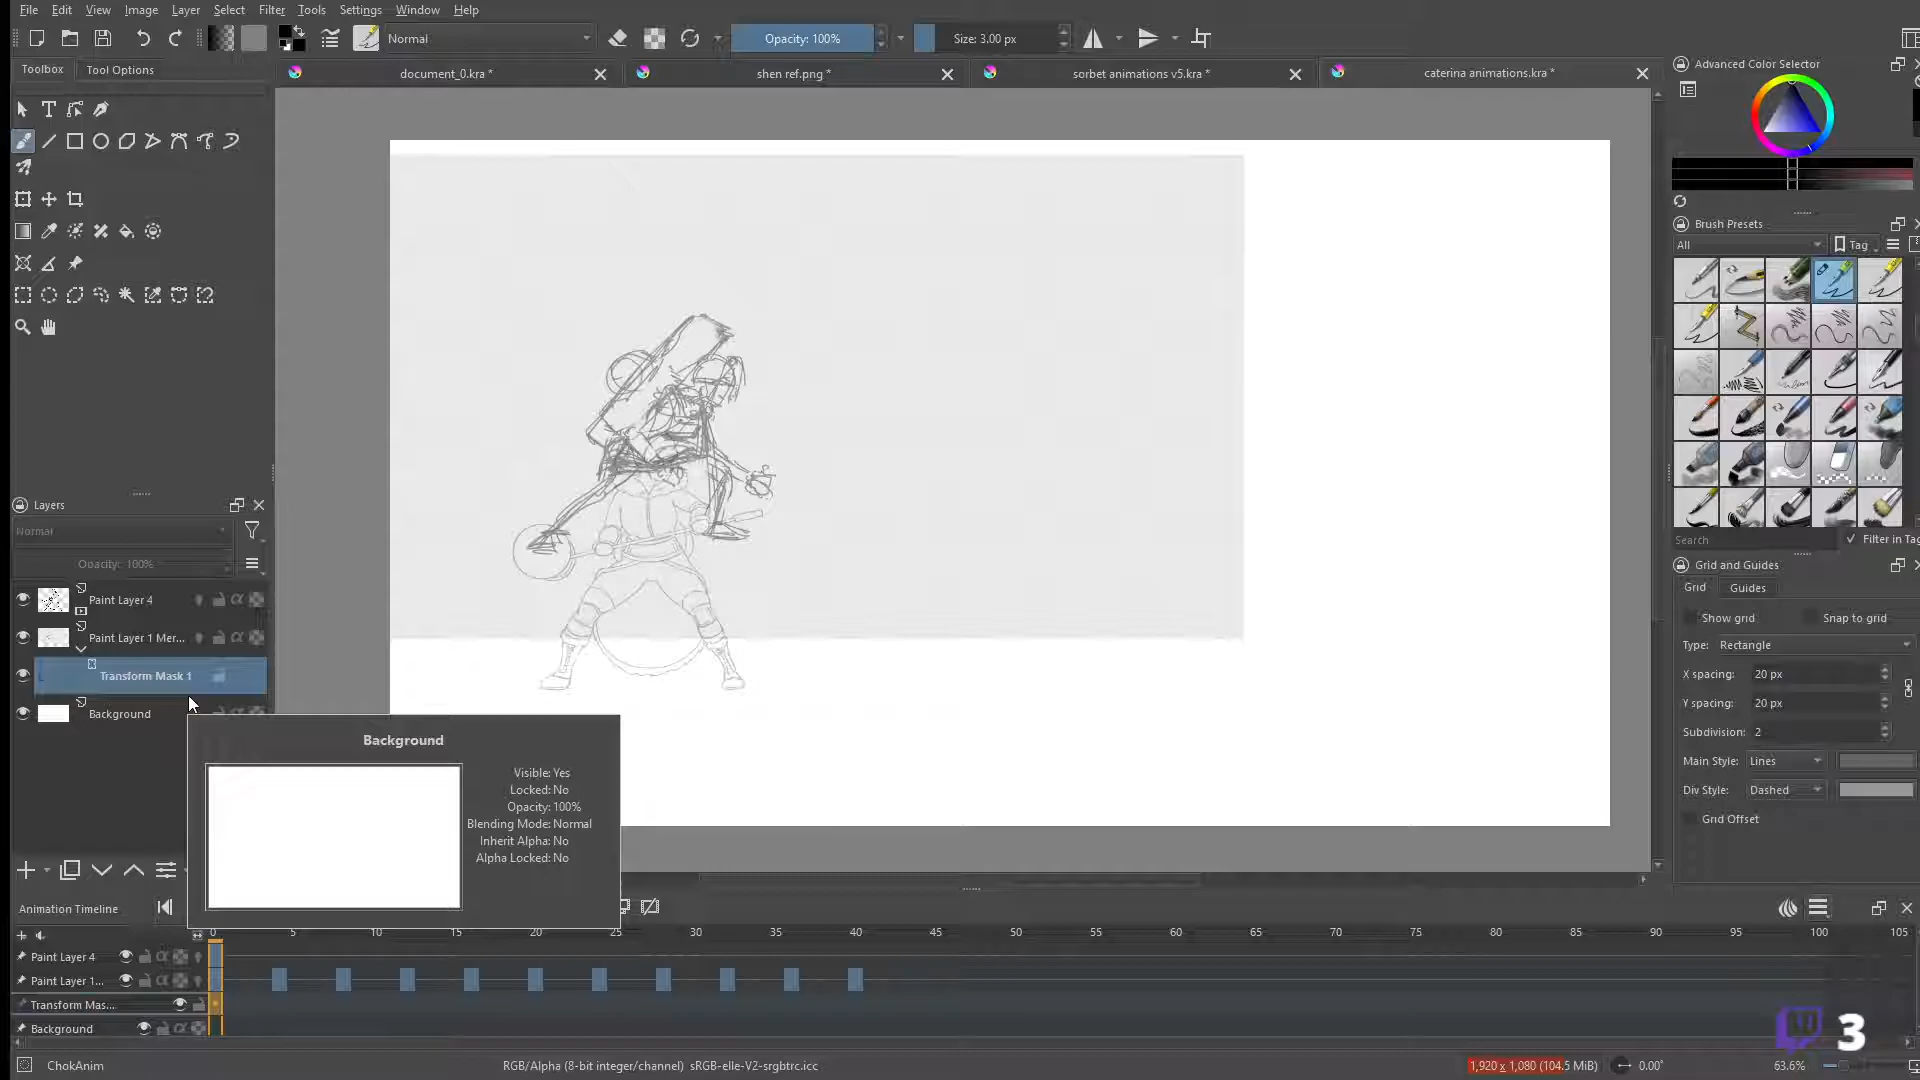 File Edit View Image Layer Select Filter Tools Settings Window Help
Normal
Opacity: 100%
Size: 3.00 px
Toolbox
Tool Options
document_0.kra *
shen ref.png *
sorbet animations v5.kra *
caterina animations.kra *
Advanced Color Selector
Brush Presets
All
Tag
Search
Filter in Tag
Grid and Guides
Grid
Guides
Show grid
Snap to grid
Type: Rectangle
X spacing: 20 px
Y spacing: 20 px
Subdivision: 2
Main Style: Lines
Div Style: Dashed
Grid Offset
Layers
Normal
Opacity: 100%
Paint Layer 4
Paint Layer 1 Mer...
Transform Mask 1
Background
Background
Visible: Yes
Locked: No
Opacity: 100%
Blending Mode: Normal
Inherit Alpha: No
Alpha Locked: No
Animation Timeline
0 5 10 15 20 25 30 35 40 45 50 55 60 65 70 75 80 85 90 95 100 105
Paint Layer 4
Paint Layer 1...
Transform Mas...
Background
3
ChokAnim
RGB/Alpha (8-bit integer/channel) sRGB-elle-V2-srgbtrc.icc
1,920 x 1,080 (104.5 MiB)
0.00°
63.6%